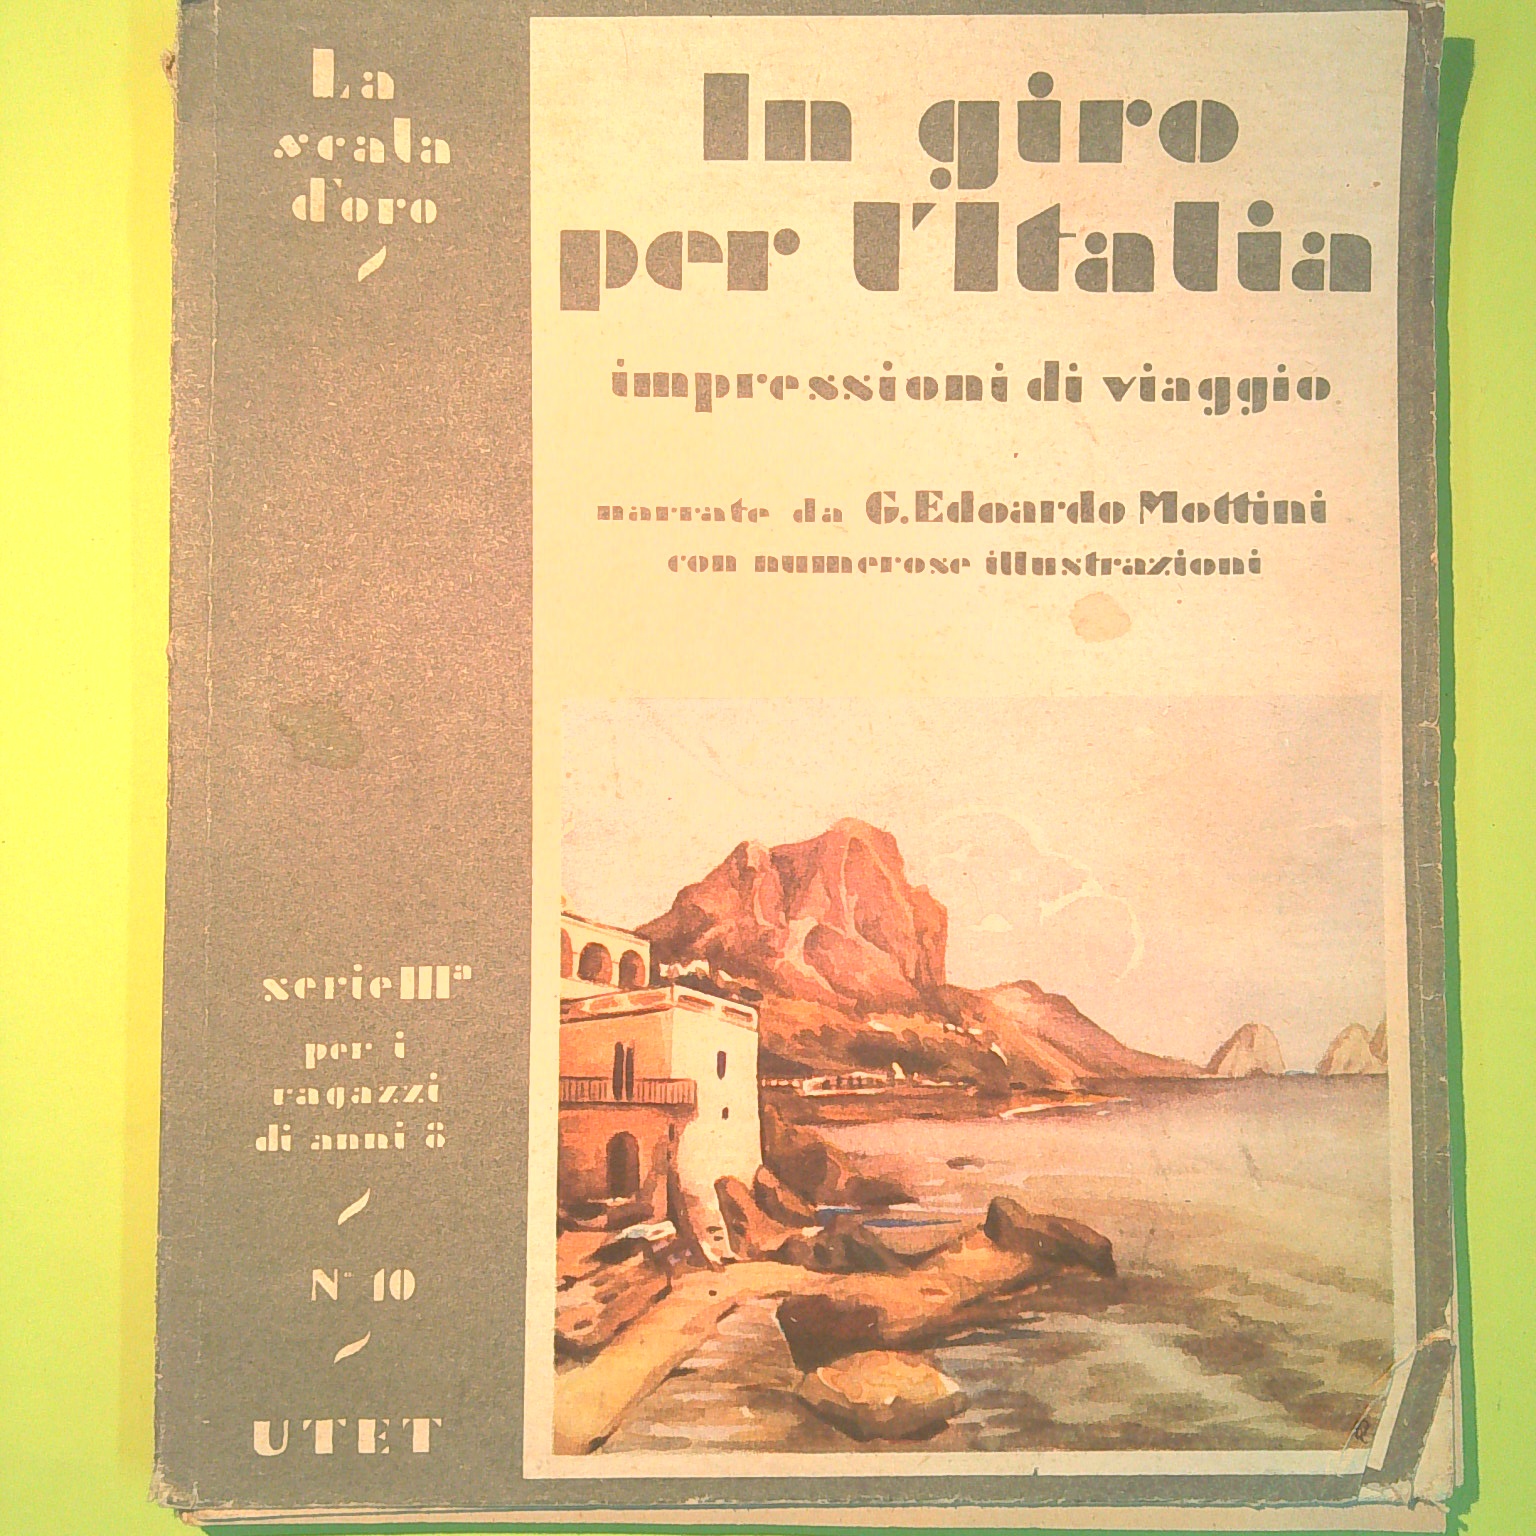 La
scala
d'oro
In giro
per l'Italia
impressioni di viaggio
narrate da G. Edoardo Mottini
con numerose illustrazioni
serie IIIª
per i
ragazzi
di anni 8
N° 10
UTET